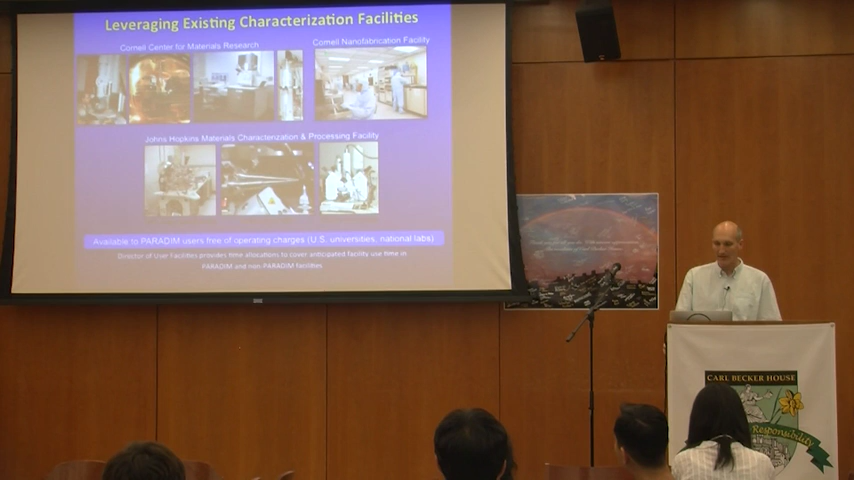 Leveraging Existing Characterization Facilities
Cornell Center for Materials Research
Cornell Nanofabrication Facility
Johns Hopkins Materials Characterization & Processing Facility
Available to PARADIM users free of operating charges (U.S. universities, national labs)
Director of User Facilities provides time allocations to cover anticipated facility use time in
PARADIM and non-PARADIM facilities
CARL BECKER HOUSE
Responsibility